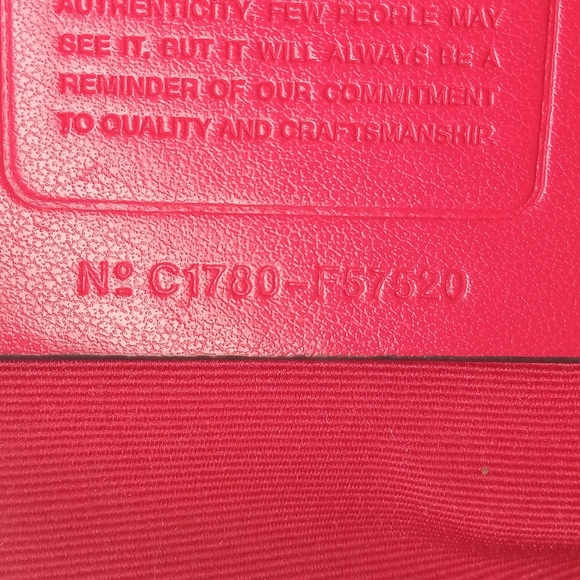 AUTHENTICITY. FEW PEOPLE MAY
SEE IT. BUT IT WILL ALWAYS BE A
REMINDER OF OUR COMMITMENT
TO QUALITY AND CRAFTSMANSHIP.
Nº C1780-F57520